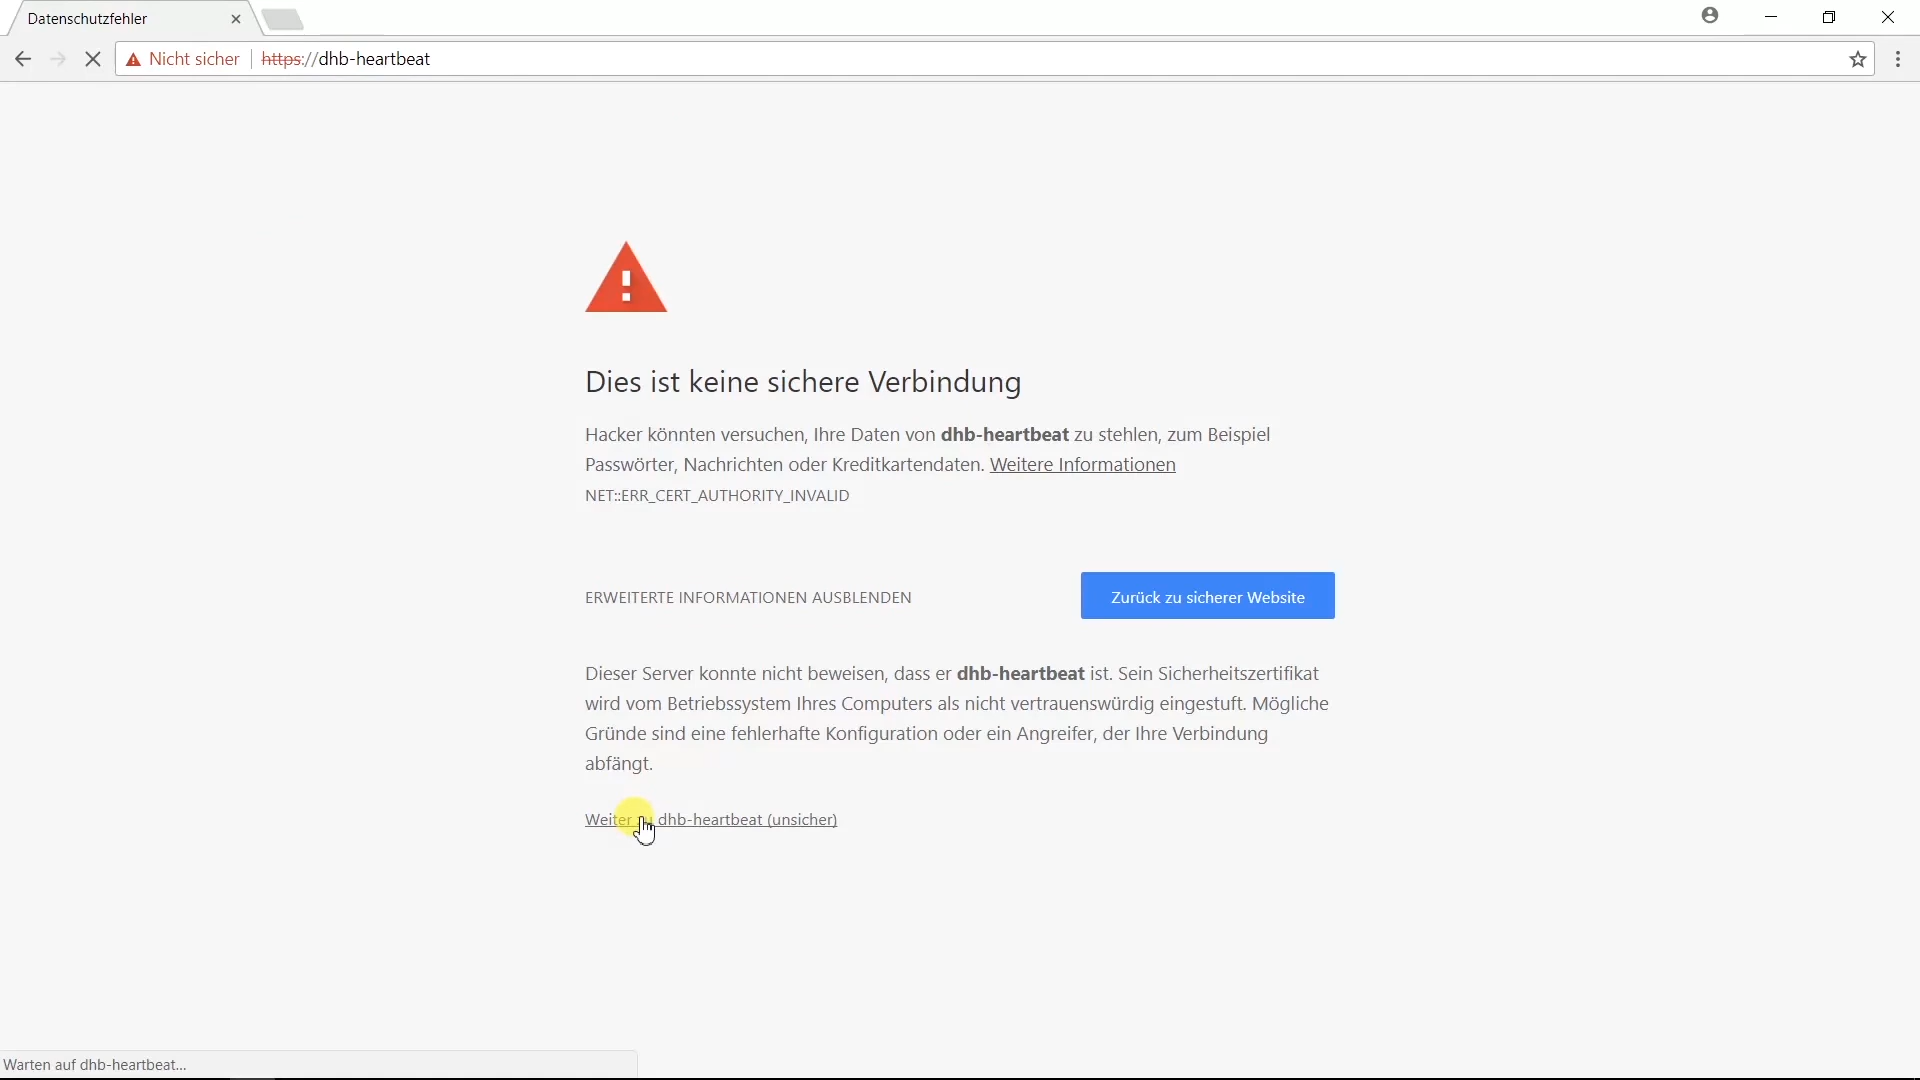 Datenschutzfehler
Nicht sicher https://dhb-heartbeat
Dies ist keine sichere Verbindung
Hacker könnten versuchen, Ihre Daten von dhb-heartbeat zu stehlen, zum Beispiel
Passwörter, Nachrichten oder Kreditkartendaten. Weitere Informationen
NET::ERR_CERT_AUTHORITY_INVALID
ERWEITERTE INFORMATIONEN AUSBLENDEN
Zurück zu sicherer Website
Dieser Server konnte nicht beweisen, dass er dhb-heartbeat ist. Sein Sicherheitszertifikat
wird vom Betriebssystem Ihres Computers als nicht vertrauenswürdig eingestuft. Mögliche
Gründe sind eine fehlerhafte Konfiguration oder ein Angreifer, der Ihre Verbindung
abfängt.
Weiter zu dhb-heartbeat (unsicher)
Warten auf dhb-heartbeat...